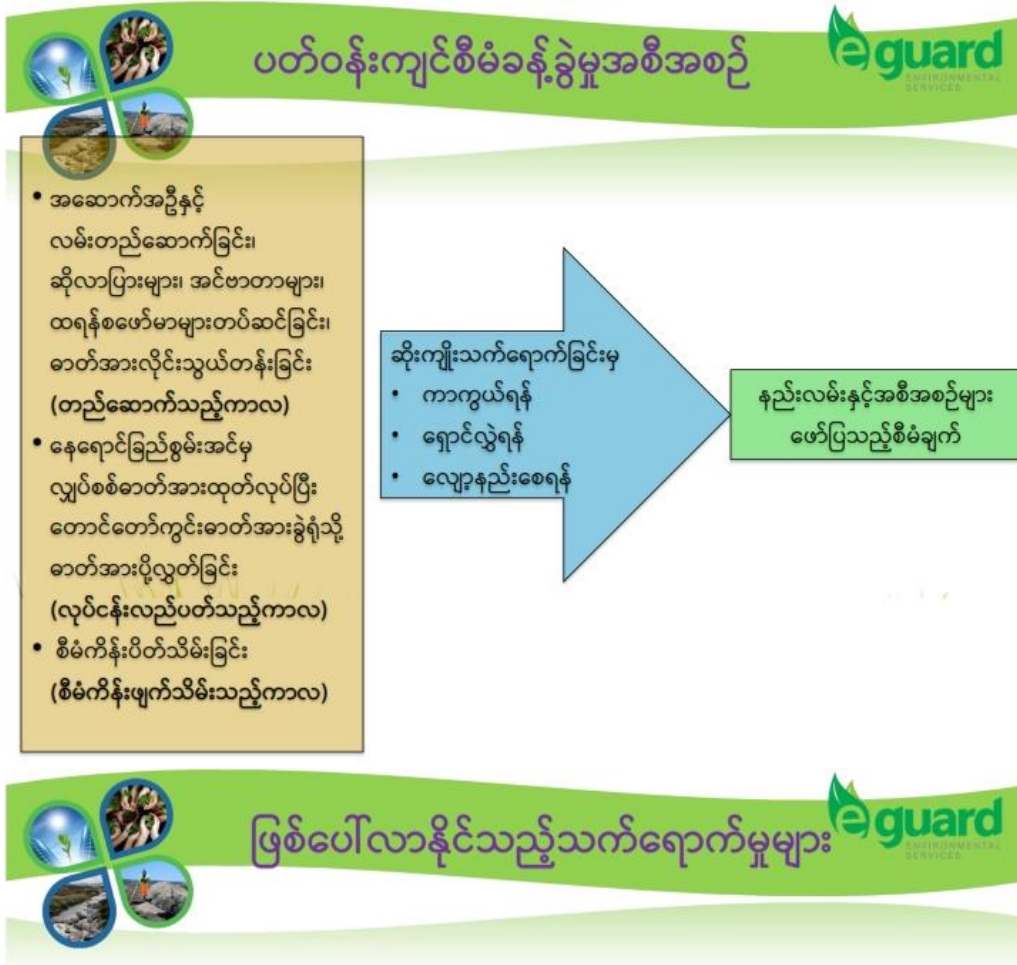 ပတ်ဝန်းကျင်စီမံခန့်ခွဲမှုအစီအစဉ်
eguard
ENVIRONMENTAL
SERVICES
• အဆောက်အဦနှင့်
လမ်းတည်ဆောက်ခြင်း၊
ဆိုလာပြားများ၊ အင်ဗာတာများ၊
ထရန်စဖော်မာများတပ်ဆင်ခြင်း၊
ဓာတ်အားလိုင်းသွယ်တန်းခြင်း
(တည်ဆောက်သည့်ကာလ)
• နေရောင်ခြည်စွမ်းအင်မှ
လျှပ်စစ်ဓာတ်အားထုတ်လုပ်ပြီး
တောင်တော်ကွင်းဓာတ်အားခွဲရုံသို့
ဓာတ်အားပို့လွှတ်ခြင်း
(လုပ်ငန်းလည်ပတ်သည့်ကာလ)
• စီမံကိန်းပိတ်သိမ်းခြင်း
(စီမံကိန်းဖျက်သိမ်းသည့်ကာလ)
ဆိုးကျိုးသက်ရောက်ခြင်းမှ
• ကာကွယ်ရန်
• ရှောင်လွှဲရန်
• လျော့နည်းစေရန်
နည်းလမ်းနှင့်အစီအစဉ်များ
ဖော်ပြသည့်စီမံချက်
ဖြစ်ပေါ်လာနိုင်သည့်သက်ရောက်မှုများ
eguard
ENVIRONMENTAL
SERVICES